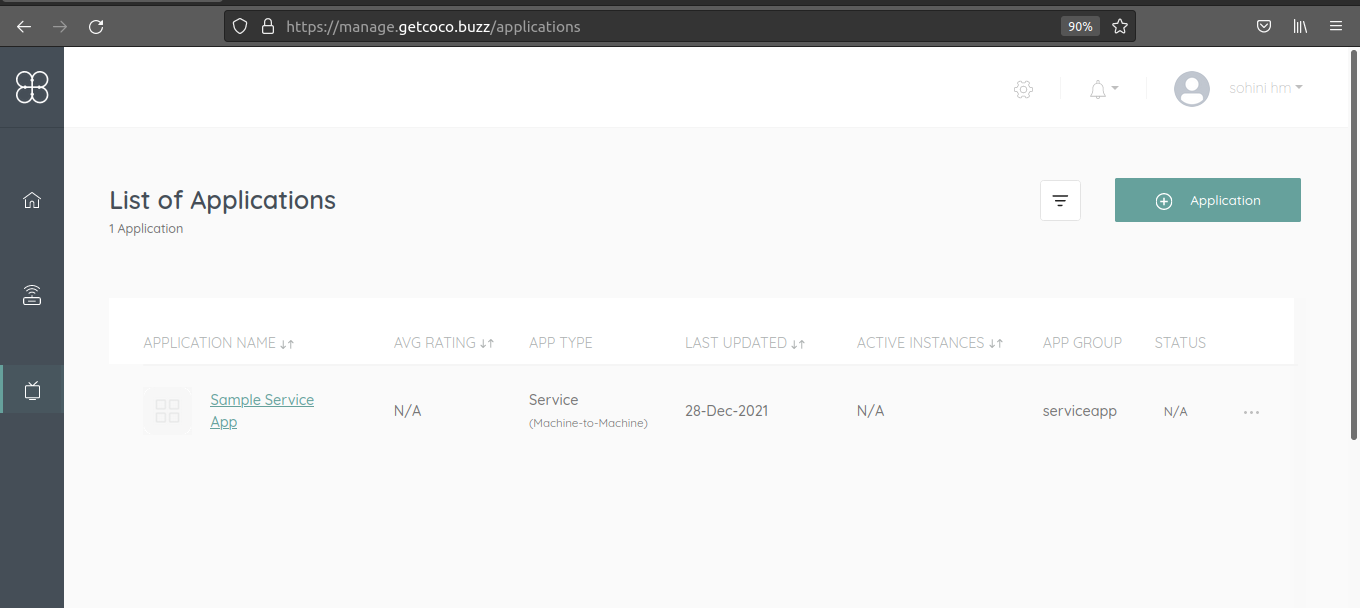 https://manage.getcoco.buzz/applications
90%
sohini hm
List of Applications
1 Application
Application
APPLICATION NAME
AVG RATING
APP TYPE
LAST UPDATED
ACTIVE INSTANCES
APP GROUP
STATUS
Sample Service
App
N/A
Service
(Machine-to-Machine)
28-Dec-2021
N/A
serviceapp
N/A